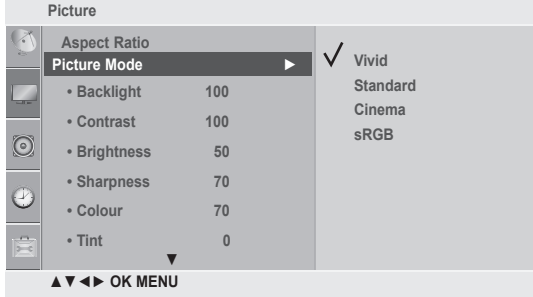 Picture
Aspect Ratio
Picture Mode ►
• Backlight 100
• Contrast 100
• Brightness 50
• Sharpness 70
• Colour 70
• Tint 0
▼
✓ Vivid
Standard
Cinema
sRGB
▲▼◄► OK MENU